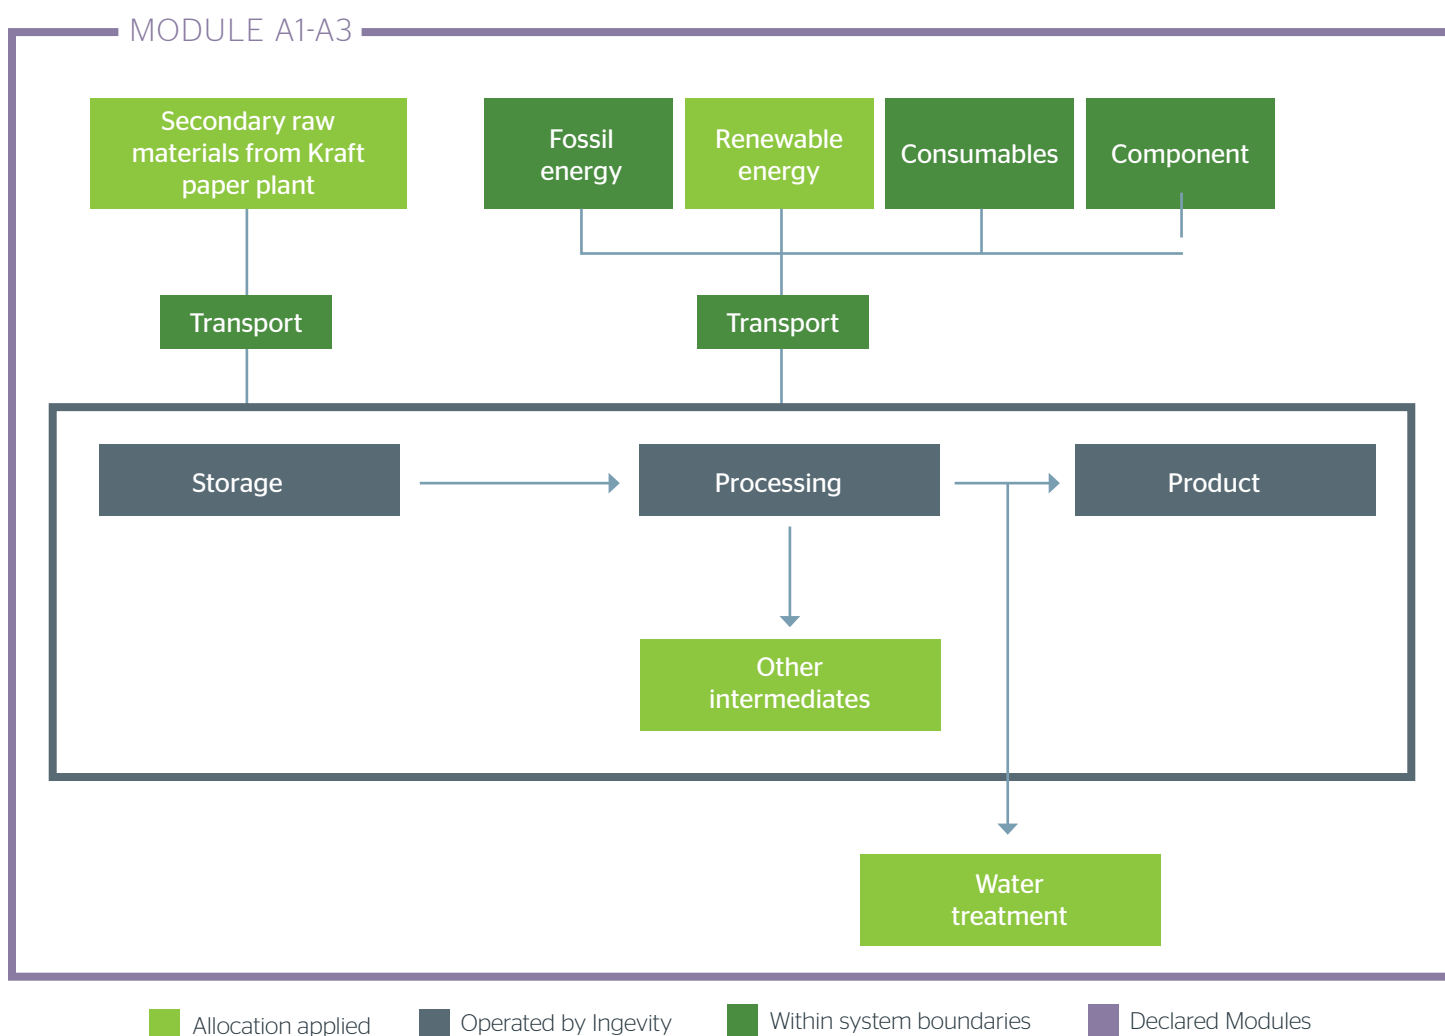 MODULE A1-A3
Secondary raw
materials from Kraft
paper plant
Fossil
energy
Renewable
energy
Consumables
Component
Transport
Transport
Storage
Processing
Product
Other
intermediates
Water
treatment
Allocation applied
Operated by Ingevity
Within system boundaries
Declared Modules